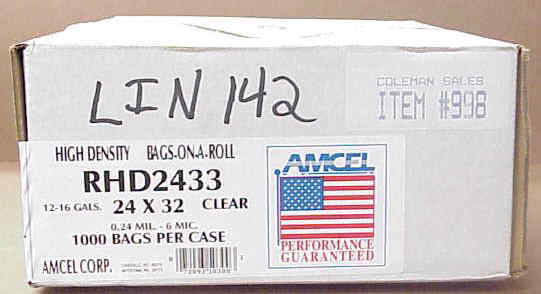 COLEMAN SALES
ITEM #998
LIN 142
HIGH DENSITY BAGS-ON-A-ROLL
RHD2433
12-16 GALS. 24 X 32 CLEAR
0.24 MIL. - 6 MIC.
1000 BAGS PER CASE
AMCEL CORP.
AMCEL
PERFORMANCE
GUARANTEED